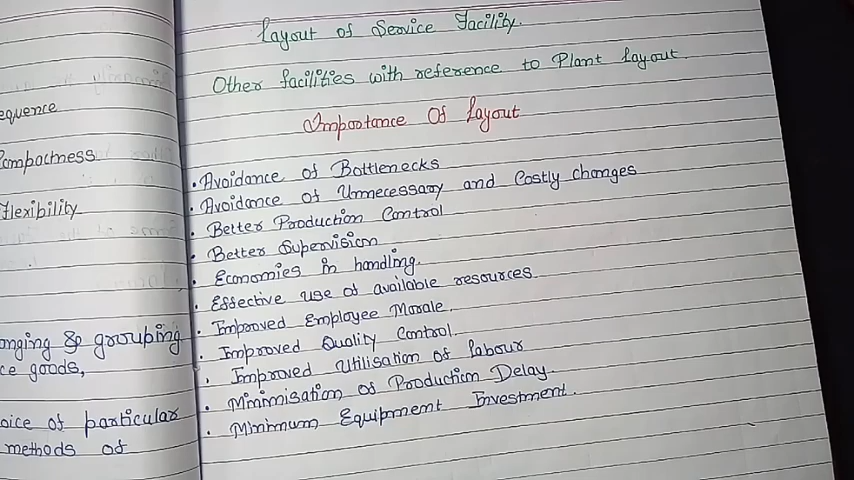 equence
Compactness
Flexibility
anging & grouping
ce goods,
oice of particular
methods of
Layout of Service Facility.
Other facilities with reference to Plant Layout.
Importance Of Layout
• Avoidance of Bottlenecks
• Avoidance of Unnecessary and Costly changes
• Better Production Control
• Better Supervision
• Economies in handling.
• Effective use of available resources.
• Improved Employee Morale.
• Improved Quality Control
• Improved Utilisation of labour
• Minimisation of Production Delay.
• Minimum Equipment Investment.